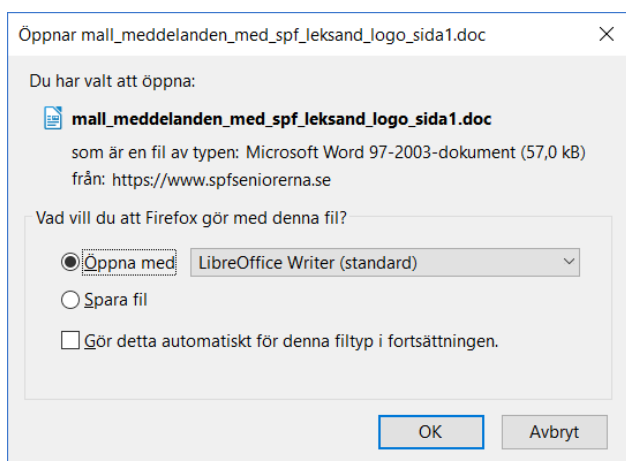 Öppnar mall_meddelanden_med_spf_leksand_logo_sida1.doc
Du har valt att öppna:
mall_meddelanden_med_spf_leksand_logo_sida1.doc
som är en fil av typen: Microsoft Word 97-2003-dokument (57,0 kB)
från: https://www.spfseniorerna.se
Vad vill du att Firefox gör med denna fil?
Öppna med LibreOffice Writer (standard)
Spara fil
Gör detta automatiskt för denna filtyp i fortsättningen.
OK Avbryt